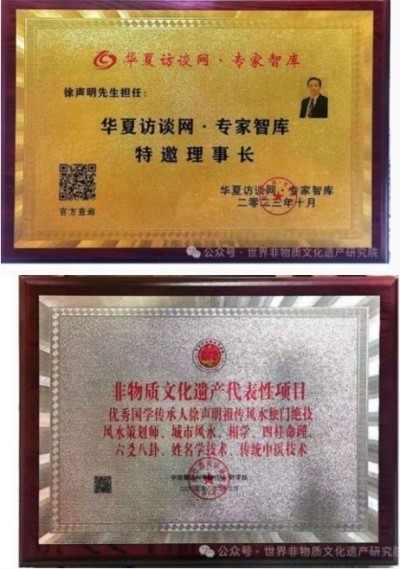 华夏访谈网·专家智库
徐声明先生担任:
华夏访谈网·专家智库
特邀理事长
官方查询
华夏访谈网·专家智库
二零二三年十月
公众号·世界非物质文化遗产研究院
非物质文化遗产代表性项目
优秀国学传承人徐声明报传风水独门绝技
风水策划师、城市风水、相学、四柱命理、
六爻八卦、姓名学技术、传统中医技术
公众号·世界非物质文化遗产研究院